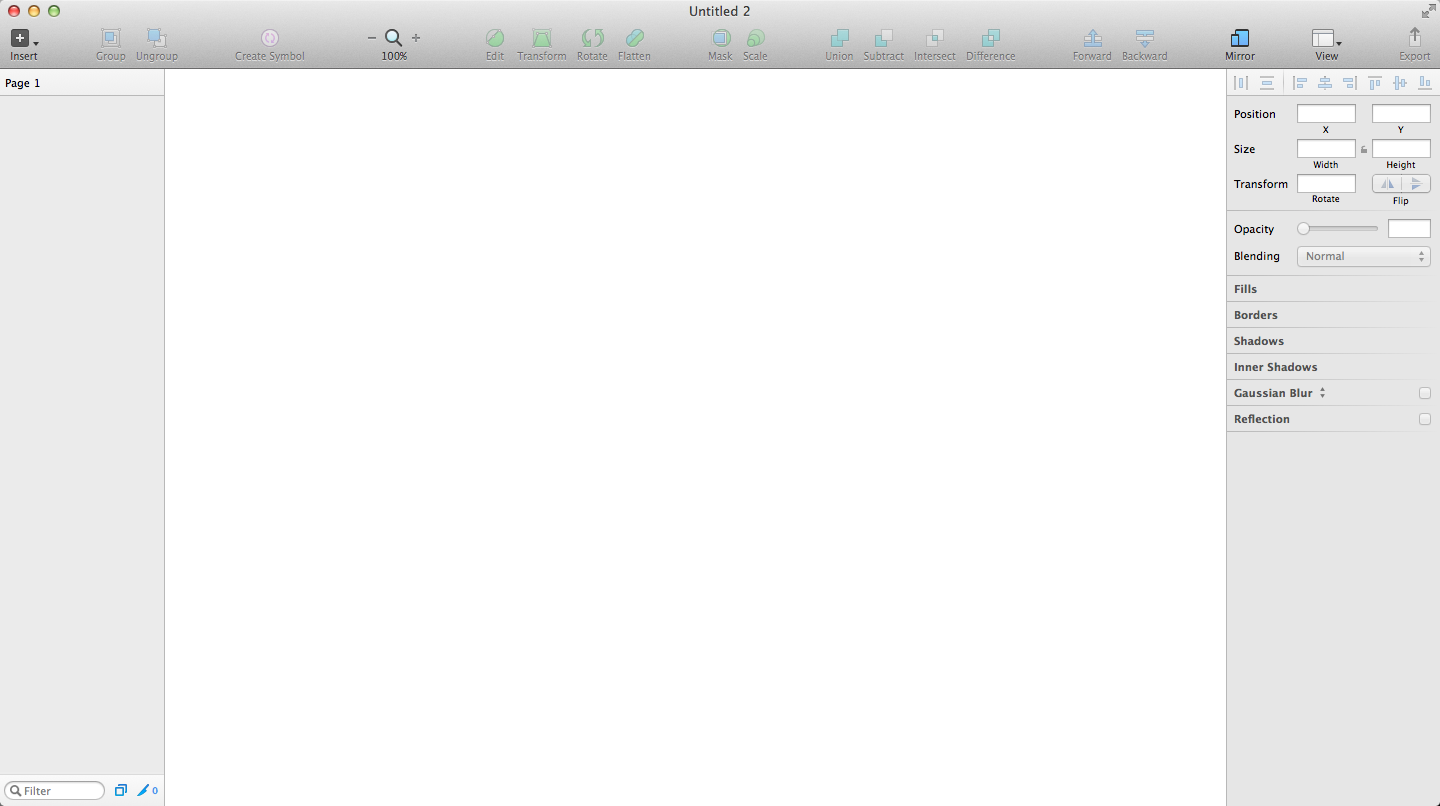 Untitled 2
Insert Group Ungroup Create Symbol 100% Edit Transform Rotate Flatten Mask Scale Union Subtract Intersect Difference Forward Backward Mirror View Export
Page 1
Position
X Y
Size
Width Height
Transform
Rotate Flip
Opacity
Blending Normal
Fills
Borders
Shadows
Inner Shadows
Gaussian Blur
Reflection
Filter 0